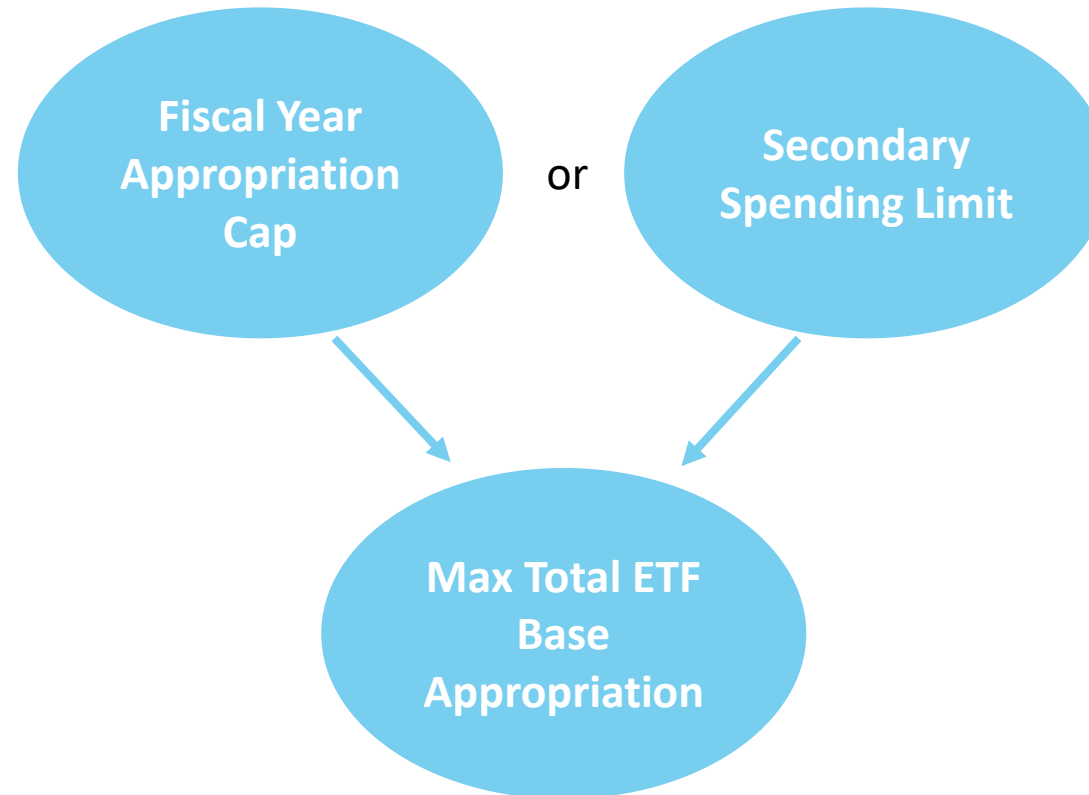 Fiscal Year
Appropriation
Cap
or
Secondary
Spending Limit
Max Total ETF
Base
Appropriation